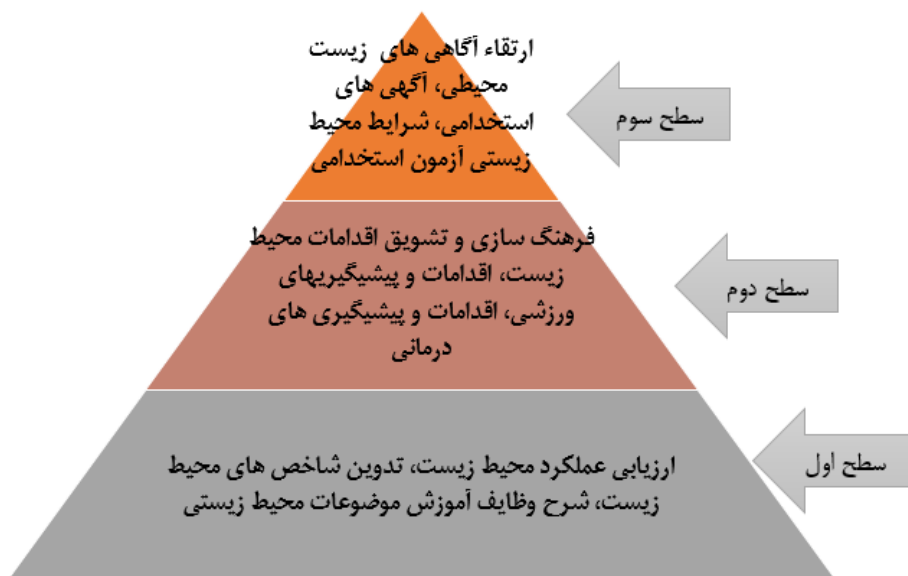 ارتقاء آگاهی های زیست
محیطی، آگهی های
استخدامی، شرایط محیط
زیستی آزمون استخدامی
سطح سوم
فرهنگ سازی و تشویق اقدامات محیط
زیست، اقدامات و پیشگیریهای
ورزشی، اقدامات و پیشگیری های
درمانی
سطح دوم
ارزیابی عملکرد محیط زیست، تدوین شاخص های محیط
زیست، شرح وظایف آموزش موضوعات محیط زیستی
سطح اول